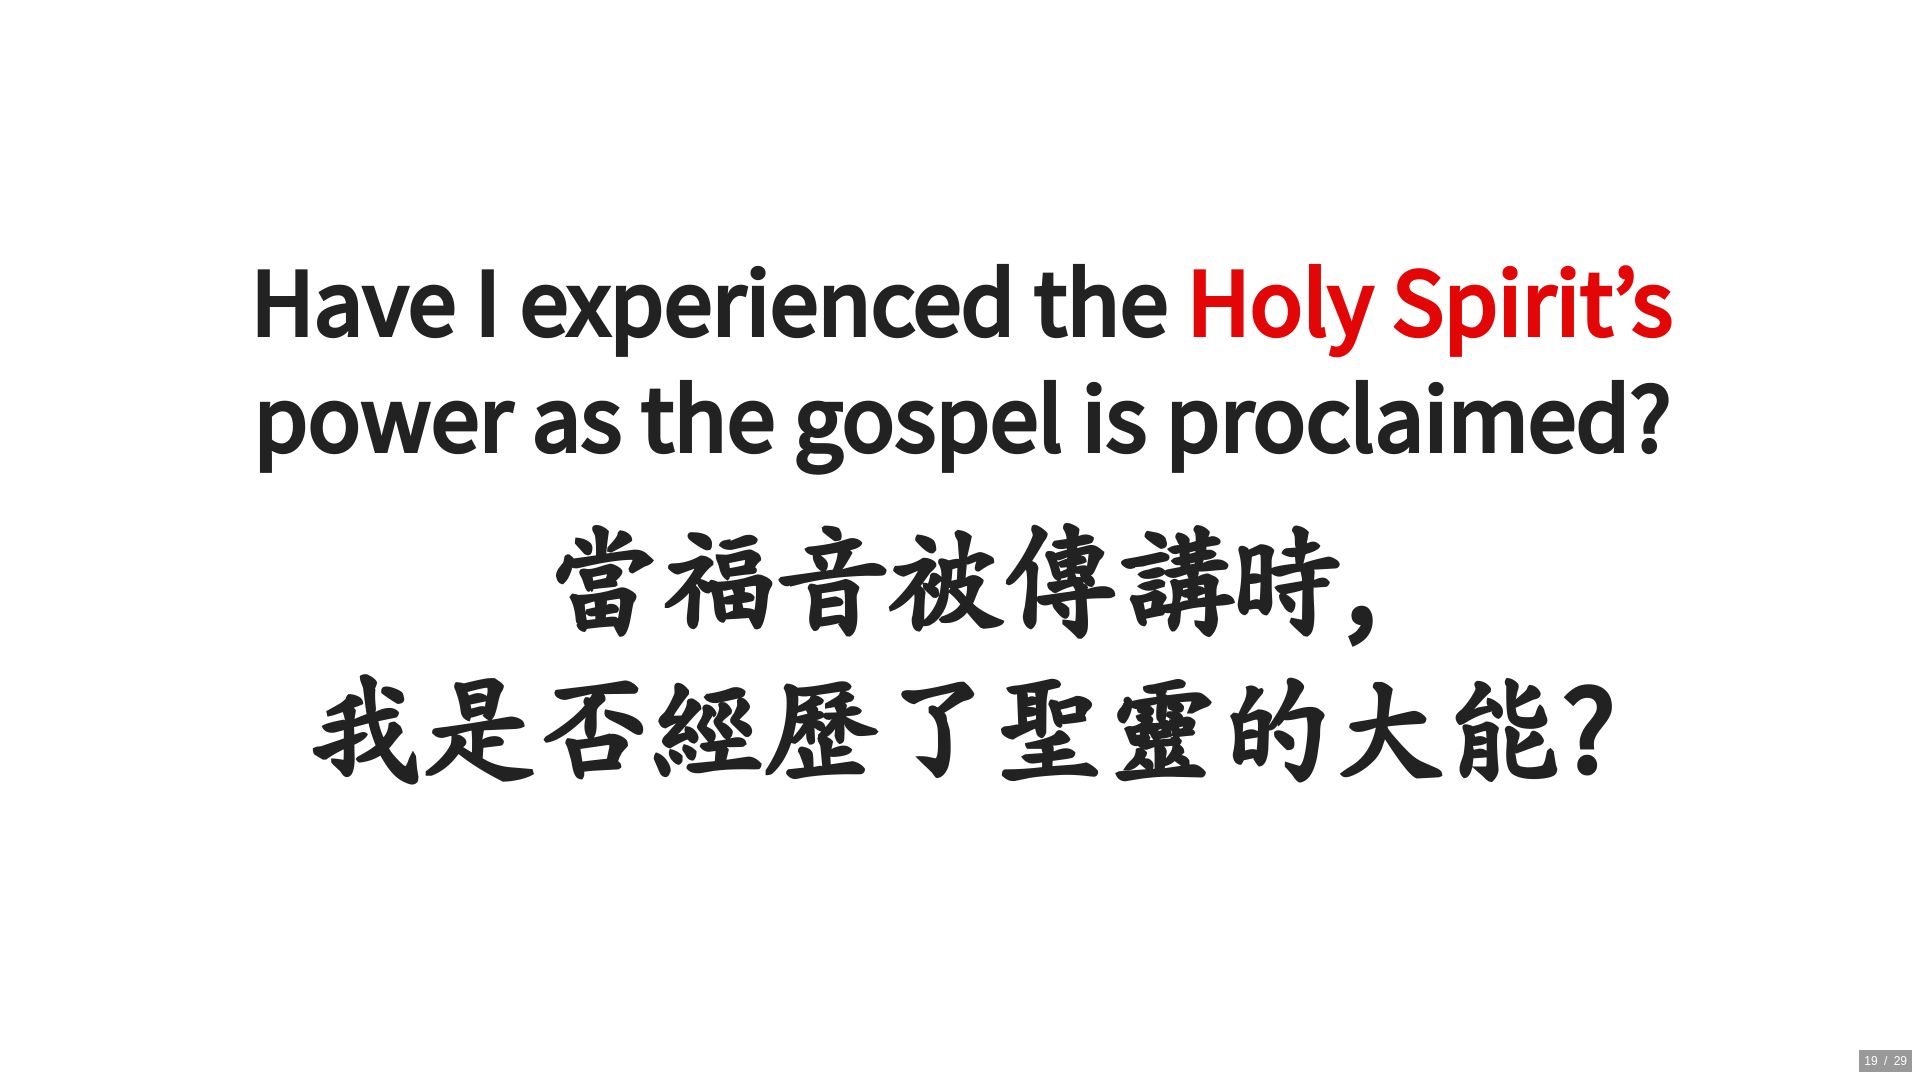 Have I experienced the Holy Spirit’s
power as the gospel is proclaimed?
當福音被傳講時,
我是否經歷了聖靈的大能?
19 / 29